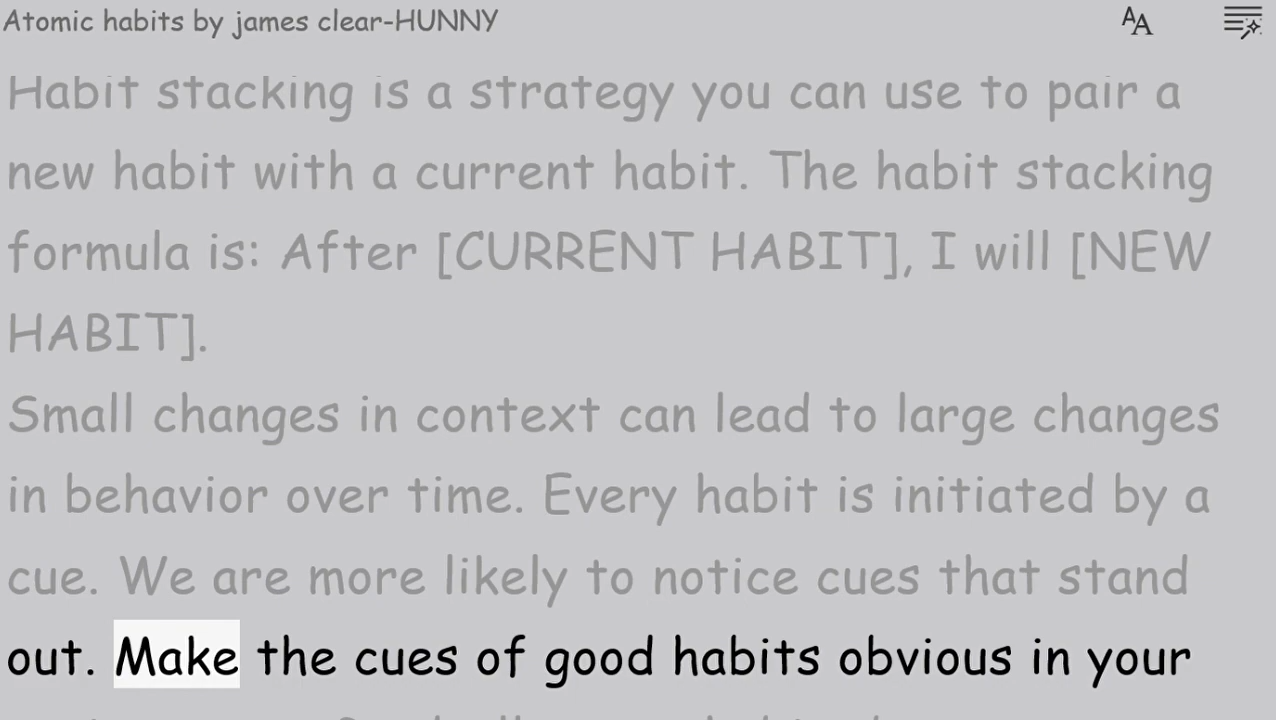 Atomic habits by james clear-HUNNY
AA
Habit stacking is a strategy you can use to pair a
new habit with a current habit. The habit stacking
formula is: After [CURRENT HABIT], I will [NEW
HABIT].
Small changes in context can lead to large changes
in behavior over time. Every habit is initiated by a
cue. We are more likely to notice cues that stand
out. Make the cues of good habits obvious in your